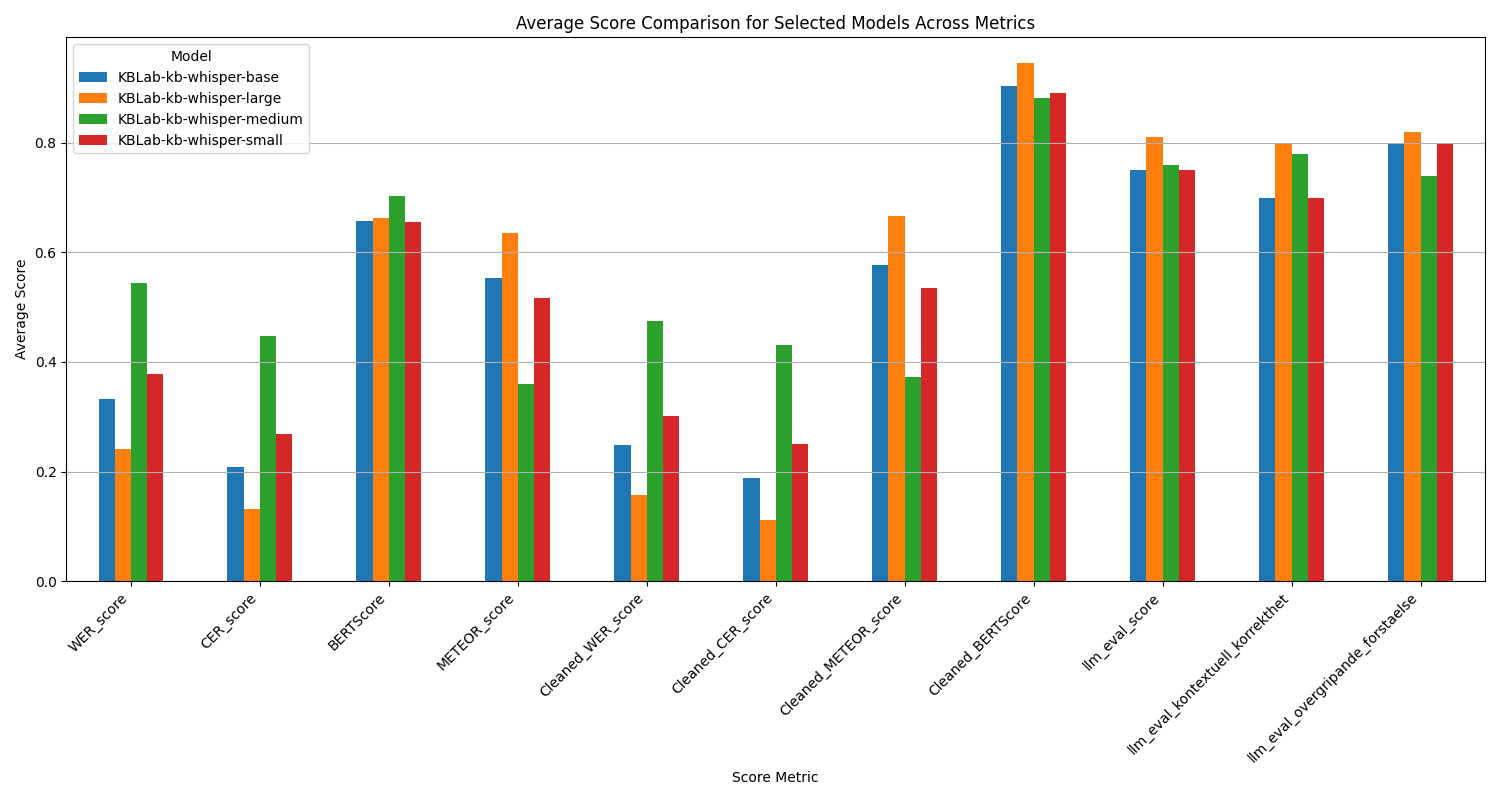 Average Score Comparison for Selected Models Across Metrics
Model
KBLab-kb-whisper-base
KBLab-kb-whisper-large
KBLab-kb-whisper-medium
KBLab-kb-whisper-small
Average Score
0.8
0.6
0.4
0.2
0.0
WER_score
CER_score
BERTScore
METEOR_score
Cleaned_WER_score
Cleaned_CER_score
Cleaned_METEOR_score
Cleaned_BERTScore
llm_eval_score
llm_eval_kontextuell_korrekthet
llm_eval_overgripande_forstaelse
Score Metric